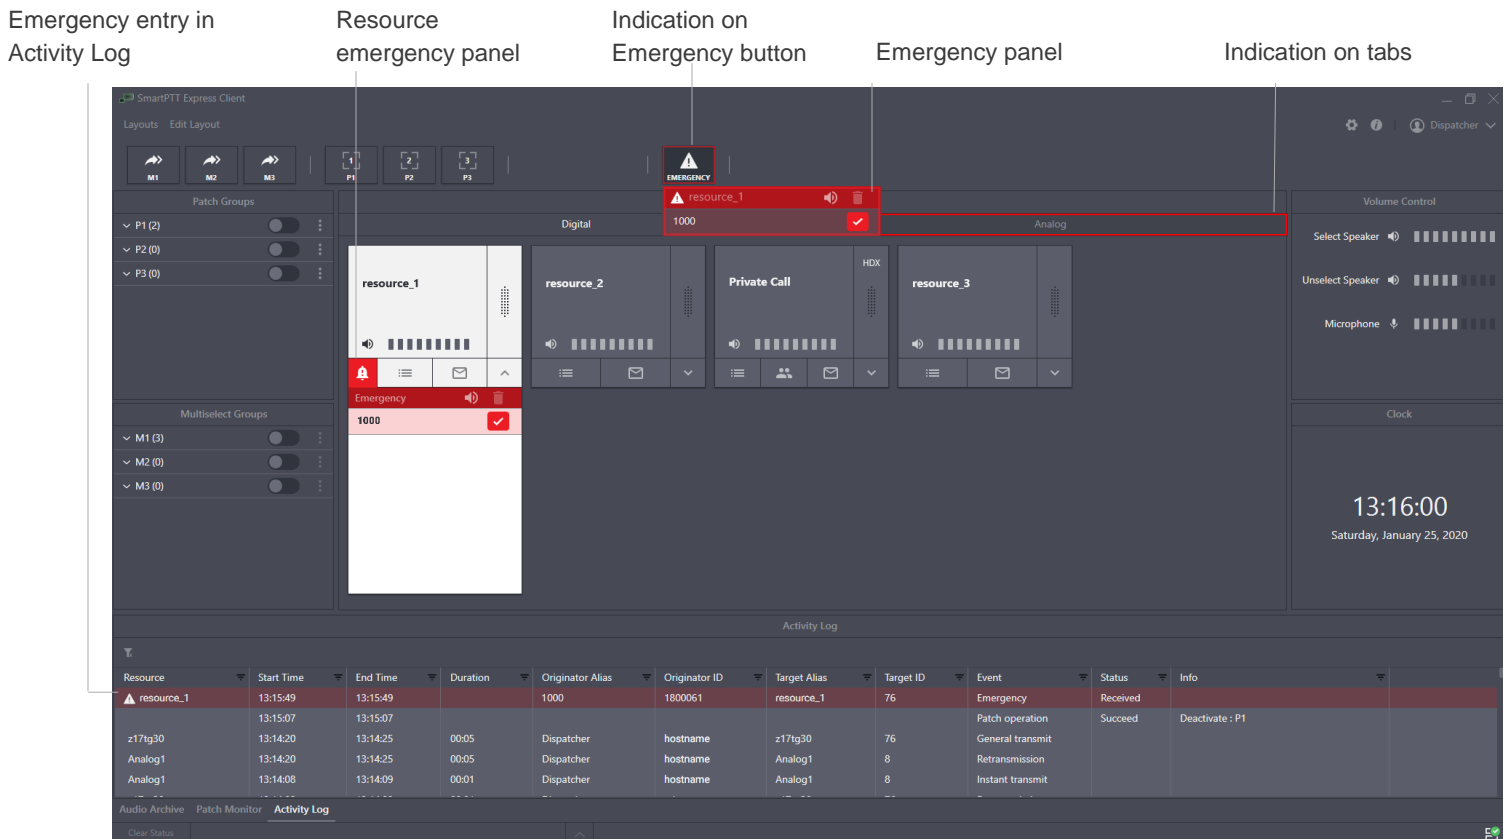 Emergency entry in
Activity Log
Resource
emergency panel
Indication on
Emergency button
Emergency panel
Indication on tabs
SmartPTT Express Client
Layouts Edit Layout
Dispatcher
M1 M2 M3 1 P1 2 P2 3 P3 EMERGENCY
Patch Groups
P1 (2)
P2 (0)
P3 (0)
resource_1
1000
Digital
Analog
Volume Control
Select Speaker
Unselect Speaker
Microphone
resource_1
resource_2
Private Call
HDX
resource_3
Emergency
1000
Multiselect Groups
M1 (3)
M2 (0)
M3 (0)
Clock
13:16:00
Saturday, January 25, 2020
Activity Log
Resource Start Time End Time Duration Originator Alias Originator ID Target Alias Target ID Event Status Info
resource_1 13:15:49 13:15:49 1000 1800061 resource_1 76 Emergency Received
13:15:07 13:15:07 Patch operation Succeed Deactivate : P1
z17tg30 13:14:20 13:14:25 00:05 Dispatcher hostname z17tg30 76 General transmit
Analog1 13:14:20 13:14:25 00:05 Dispatcher hostname Analog1 8 Retransmission
Analog1 13:14:08 13:14:09 00:01 Dispatcher hostname Analog1 8 Instant transmit
Audio Archive Patch Monitor Activity Log
Clear Status